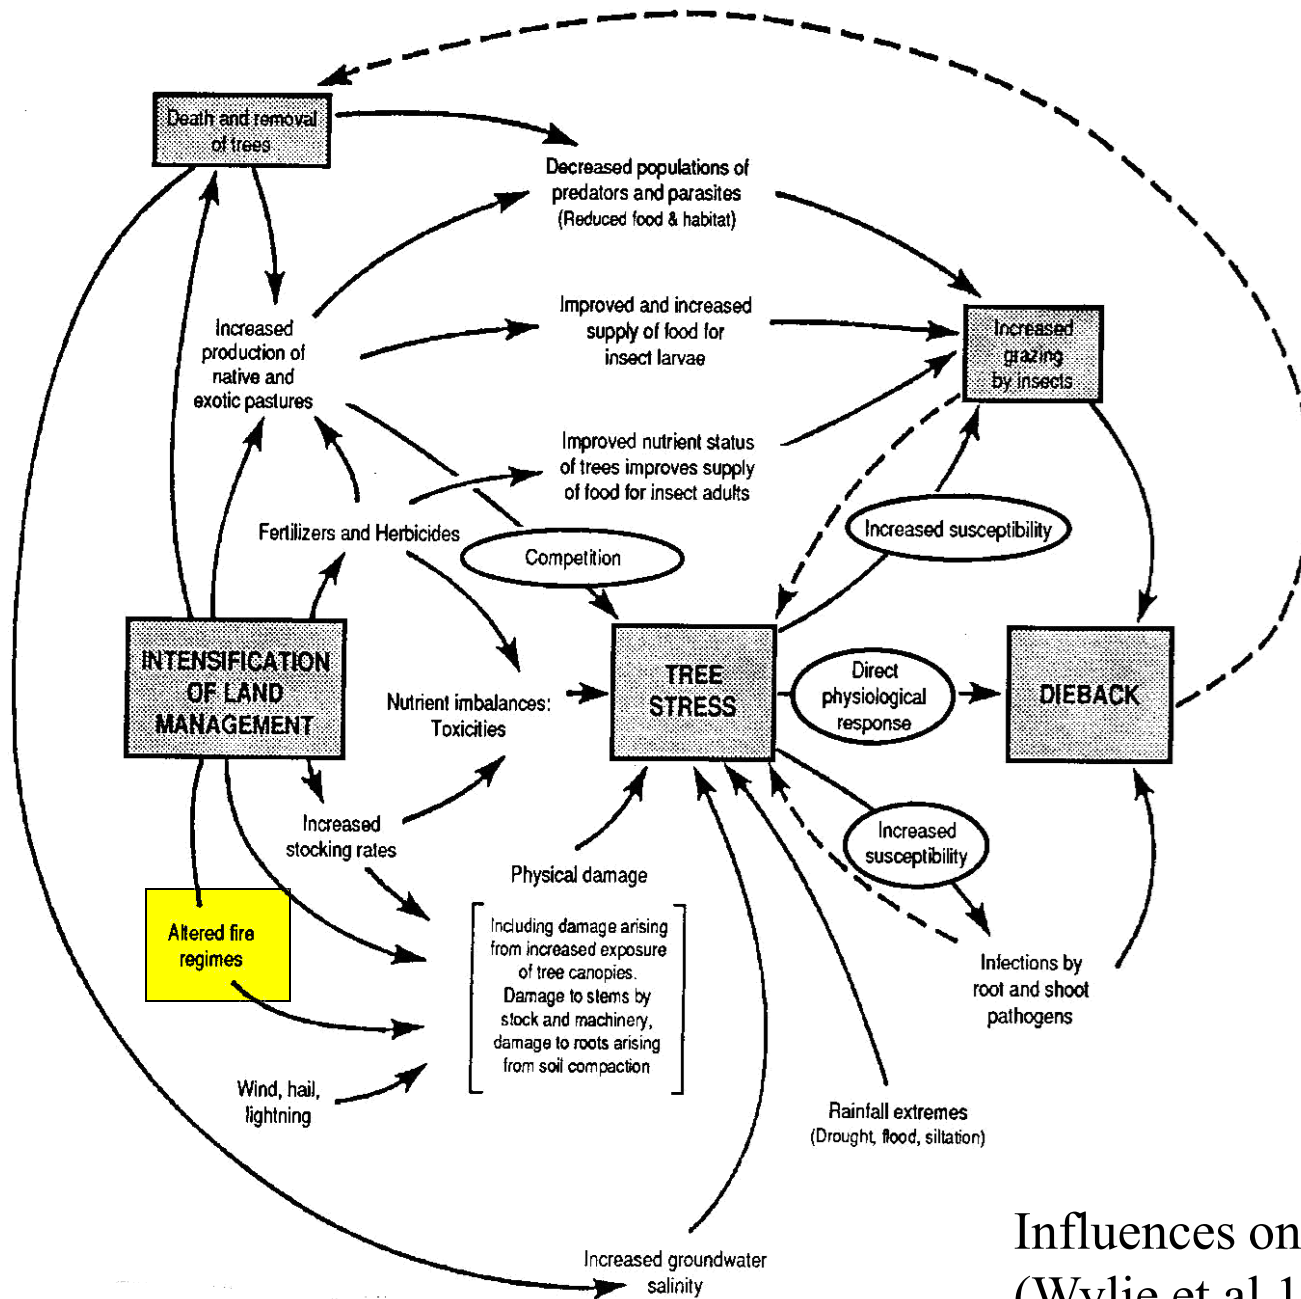 Death and removal
of trees
Decreased populations of
predators and parasites
(Reduced food & habitat)
Increased
production of
native and
exotic pastures
Improved and increased
supply of food for
insect larvae
Increased
grazing
by insects
Improved nutrient status
of trees improves supply
of food for insect adults
Fertilizers and Herbicides
Competition
Increased susceptibility
INTENSIFICATION
OF LAND
MANAGEMENT
Nutrient imbalances:
Toxicities
TREE
STRESS
Direct
physiological
response
DIEBACK
Increased
stocking rates
Increased
susceptibility
Physical damage
Including damage arising
from increased exposure
of tree canopies.
Damage to stems by
stock and machinery,
damage to roots arising
from soil compaction
Altered fire
regimes
Infections by
root and shoot
pathogens
Wind, hail,
lightning
Rainfall extremes
(Drought, flood, siltation)
Increased groundwater
salinity
Influences on
(Wylie et al 1